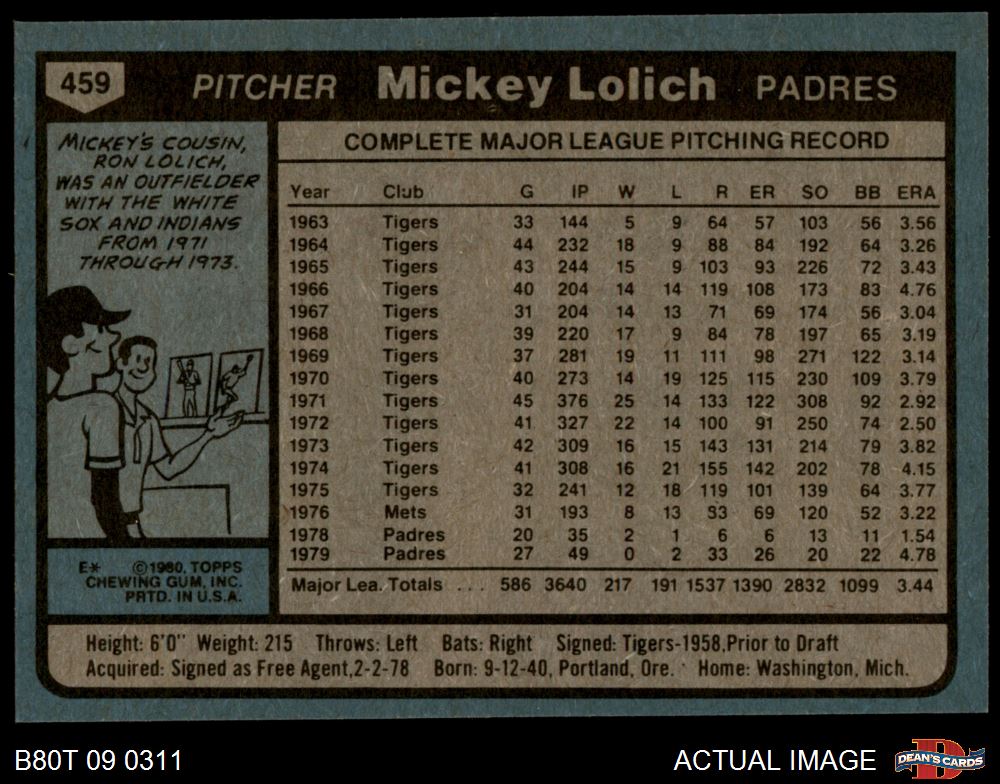 459 PITCHER Mickey Lolich PADRES
MICKEY'S COUSIN,
RON LOLICH,
WAS AN OUTFIELDER
WITH THE WHITE
SOX AND INDIANS
FROM 1971
THROUGH 1973.
COMPLETE MAJOR LEAGUE PITCHING RECORD
Year Club G IP W L R ER SO BB ERA
1963 Tigers 33 144 5 9 64 57 103 56 3.56
1964 Tigers 44 232 18 9 88 84 192 64 3.26
1965 Tigers 43 244 15 9 103 93 226 72 3.43
1966 Tigers 40 204 14 14 119 108 173 83 4.76
1967 Tigers 31 204 14 13 71 69 174 56 3.04
1968 Tigers 39 220 17 9 84 78 197 65 3.19
1969 Tigers 37 281 19 11 111 98 271 122 3.14
1970 Tigers 40 273 14 19 125 115 230 109 3.79
1971 Tigers 45 376 25 14 133 122 308 92 2.92
1972 Tigers 41 327 22 14 100 91 250 74 2.50
1973 Tigers 42 309 16 15 143 131 214 79 3.82
1974 Tigers 41 308 16 21 155 142 202 78 4.15
1975 Tigers 32 241 12 18 119 101 139 64 3.77
1976 Mets 31 193 8 13 83 69 120 52 3.22
1978 Padres 20 35 2 1 6 6 13 11 1.54
1979 Padres 27 49 0 2 33 26 20 22 4.78
Major Lea. Totals . . . 586 3640 217 191 1537 1390 2832 1099 3.44
E* ©1980, TOPPS
CHEWING GUM, INC.
PRTD. IN U.S.A.
Height: 6'0" Weight: 215 Throws: Left Bats: Right Signed: Tigers-1958,Prior to Draft
Acquired: Signed as Free Agent,2-2-78 Born: 9-12-40, Portland, Ore. Home: Washington, Mich.
B80T 09 0311 ACTUAL IMAGE DEAN'S CARDS